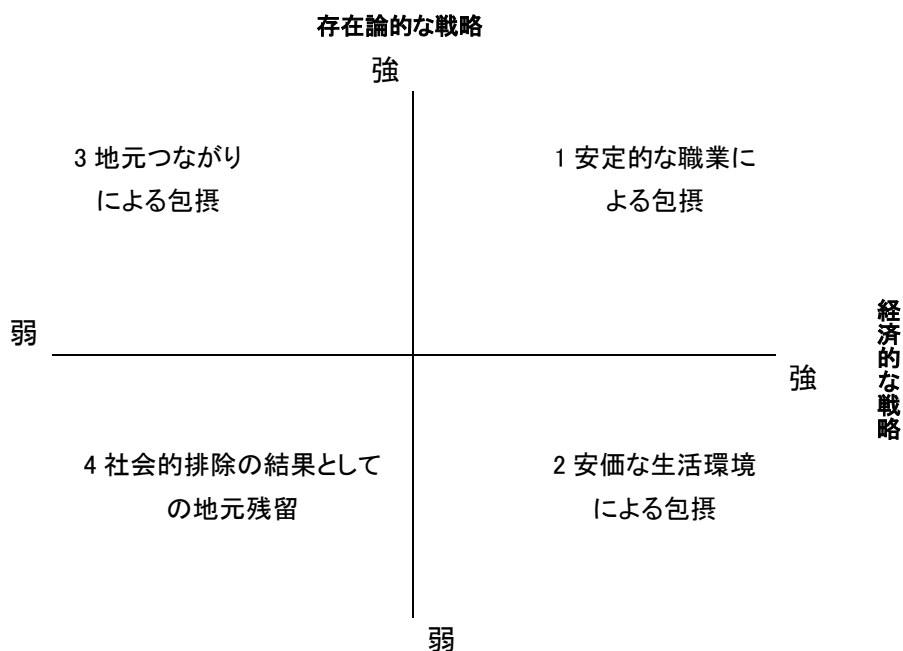 存在論的な戦略
強
3 地元つながり
による包摂
1 安定的な職業に
よる包摂
弱
強
経済的な戦略
4 社会的排除の結果として
の地元残留
2 安価な生活環境
による包摂
弱